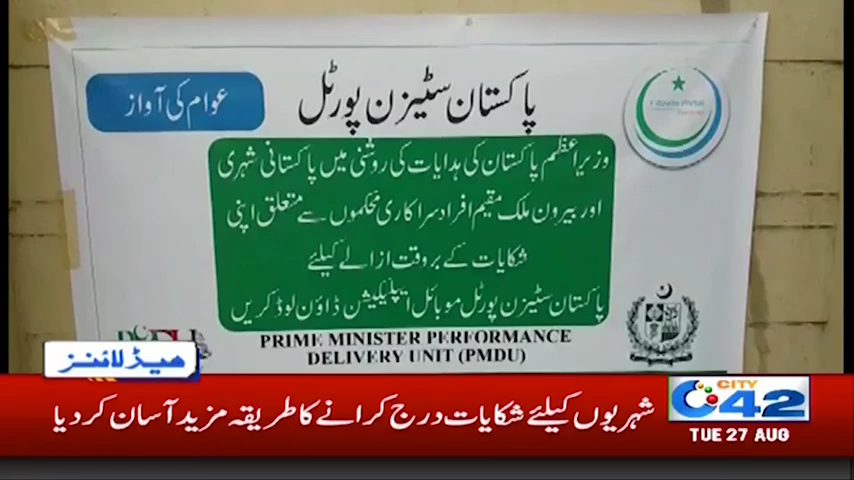 پاکستان سٹیزن پورٹل
عوام کی آواز
وزیراعظم پاکستان کی ہدایات کی روشنی میں پاکستانی شہری
اور بیرون ملک مقیم افراد سرکاری محکموں سے متعلق اپنی
شکایات کے بروقت ازالے کیلئے
پاکستان سٹیزن پورٹل موبائل ایپلیکیشن ڈاؤن لوڈ کریں
PRIME MINISTER PERFORMANCE
DELIVERY UNIT (PMDU)
ھیڈلائنز
شہریوں کیلئے شکایات درج کرانے کا طریقہ مزید آسان کر دیا
CITY
42
TUE 27 AUG